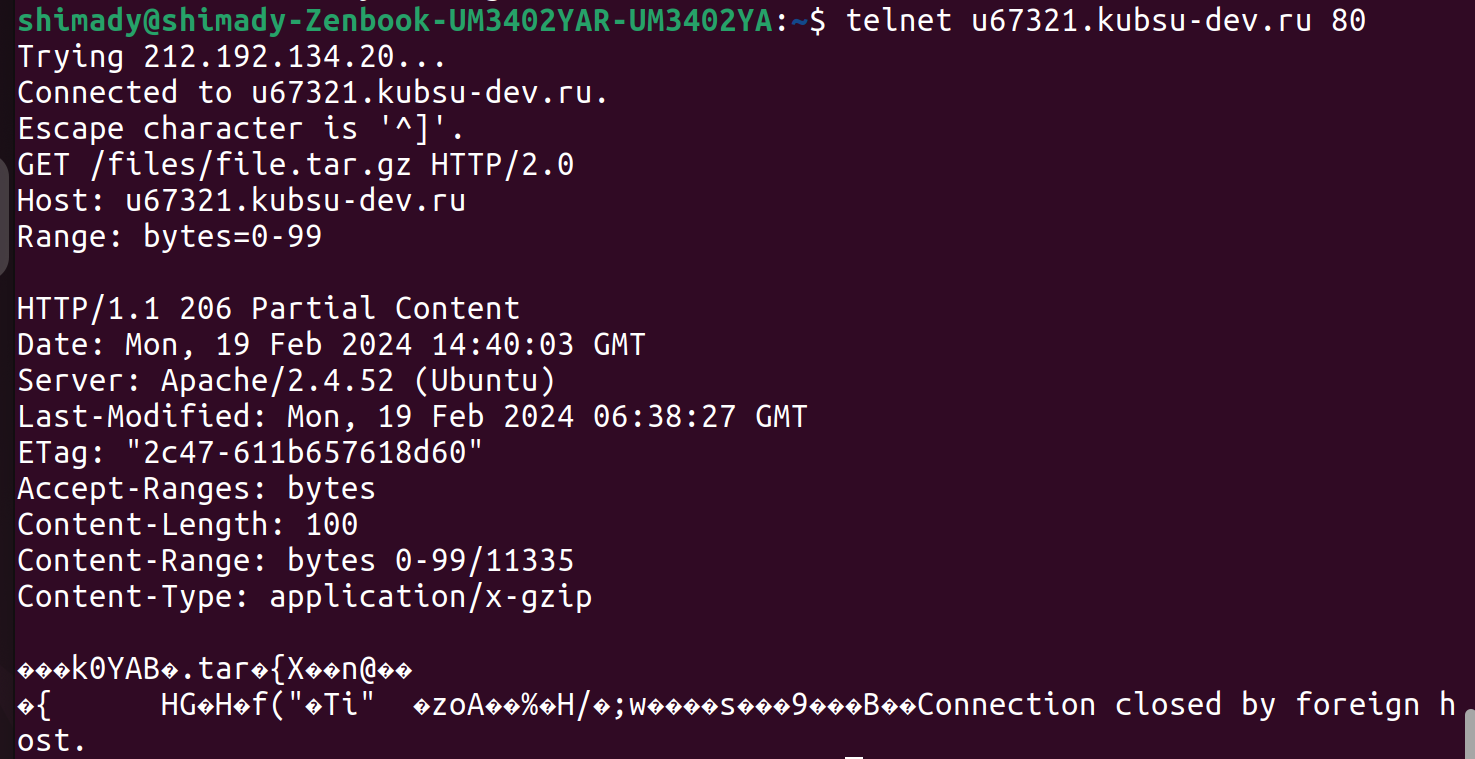 shimady@shimady-Zenbook-UM3402YAR-UM3402YA:~$ telnet u67321.kubsu-dev.ru 80
Trying 212.192.134.20...
Connected to u67321.kubsu-dev.ru.
Escape character is '^]'.
GET /files/file.tar.gz HTTP/2.0
Host: u67321.kubsu-dev.ru
Range: bytes=0-99

HTTP/1.1 206 Partial Content
Date: Mon, 19 Feb 2024 14:40:03 GMT
Server: Apache/2.4.52 (Ubuntu)
Last-Modified: Mon, 19 Feb 2024 06:38:27 GMT
ETag: "2c47-611b657618d60"
Accept-Ranges: bytes
Content-Length: 100
Content-Range: bytes 0-99/11335
Content-Type: application/x-gzip

���k0YAB�.tar�{X��n@��
�{      HG�H�f("�Ti"  �zoA��%�H/�;w����s���9���B��Connection closed by foreign h
ost.